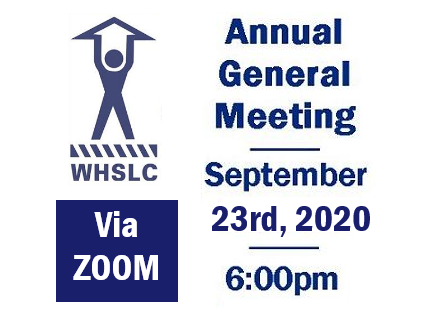 WHSLC
Via
ZOOM
Annual
General
Meeting
September
23rd, 2020
6:00pm